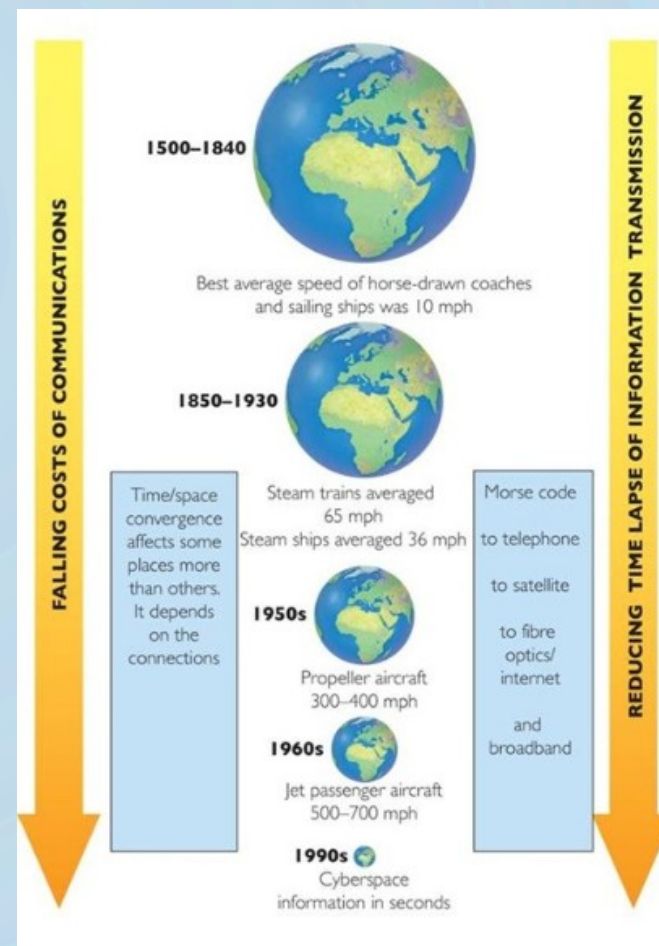 FALLING COSTS OF COMMUNICATIONS
REDUCING TIME LAPSE OF INFORMATION TRANSMISSION
1500–1840
Best average speed of horse-drawn coaches
and sailing ships was 10 mph
1850–1930
Steam trains averaged
65 mph
Steam ships averaged 36 mph
Time/space
convergence
affects some
places more
than others.
It depends
on the
connections
Morse code
to telephone
to satellite
to fibre
optics/
internet
and
broadband
1950s
Propeller aircraft
300–400 mph
1960s
Jet passenger aircraft
500–700 mph
1990s
Cyberspace
information in seconds